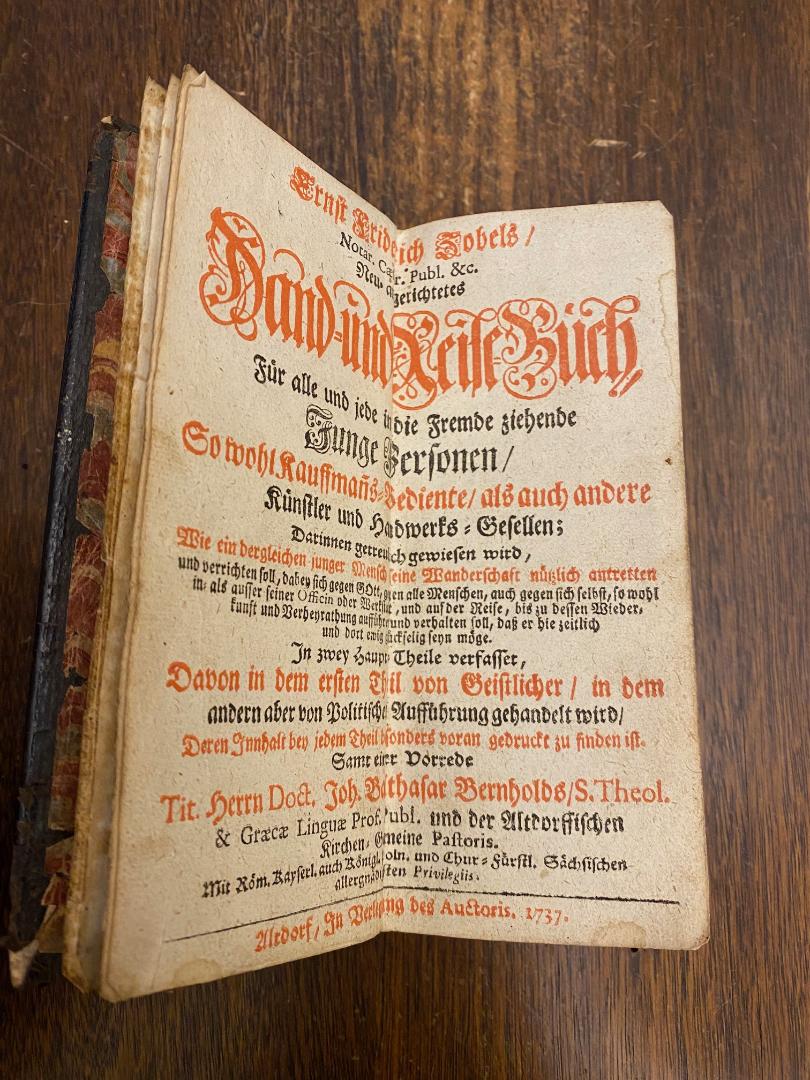 Ernst Friderich Zobels /
Notar. Cæs. Publ. &c.
Neu- gerichtetes
Hand- und Reise-Buch,
Für alle und jede in die Fremde ziehende
Junge Personen /
So wohl Kauffmañs-Bediente / als auch andere
Künstler und Handwerks-Gesellen;
Darinnen getreulich gewiesen wird,
Wie ein dergleichen junger Mensch seine Wanderschaft nützlich antretten
und verrichten soll, dabey sich gegen GOtt, gegen alle Menschen, auch gegen sich selbst, so wohl
in- als ausser seiner Officin oder Werkstatt, und auf der Reise, bis zu dessen Wieder-
kunft und Verheyrathung aufführen und verhalten soll, daß er hie zeitlich
und dort ewig glückselig seyn möge.
In zwey Haupt-Theile verfasset,
Davon in dem ersten Theil von Geistlicher / in dem
andern aber von Politischer Aufführung gehandelt wird /
Deren Innhalt bey jedem Theil besonders voran gedruckt zu finden ist.
Samt einer Vorrede
Tit. Herrn Doct. Joh. Balthasar Bernholds / S. Theol.
& Græcæ Linguæ Prof. Publ. und der Altdorffischen
Kirchen-Gemeine Pastoris.
Mit Röm. Kayserl. auch Königl. Poln. und Chur-Fürstl. Sächsischen
allergnädigsten Privilegiis.
Altdorf, In Verlegung des Auctoris. 1737.